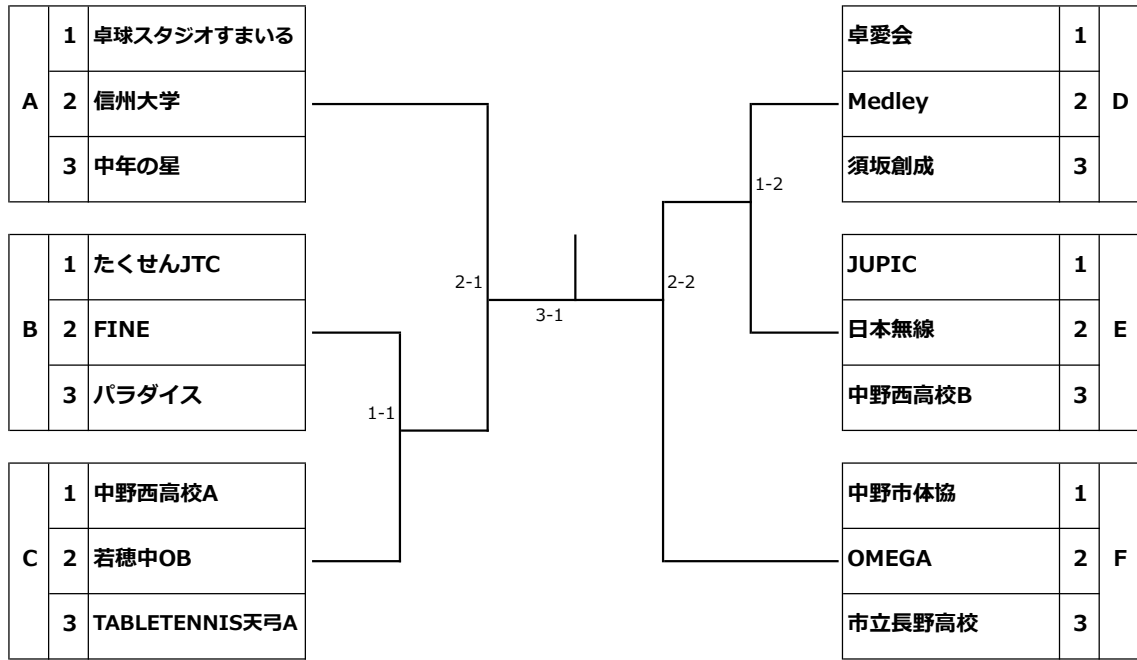 A
1 卓球スタジオすまいる
2 信州大学
3 中年の星
B
1 たくせんJTC
2 FINE
3 パラダイス
C
1 中野西高校A
2 若穂中OB
3 TABLETENNIS天弓A
2-1
1-1
3-1
2-2
1-2
卓愛会 1
Medley 2
須坂創成 3
D
JUPIC 1
日本無線 2
中野西高校B 3
E
中野市体協 1
OMEGA 2
市立長野高校 3
F